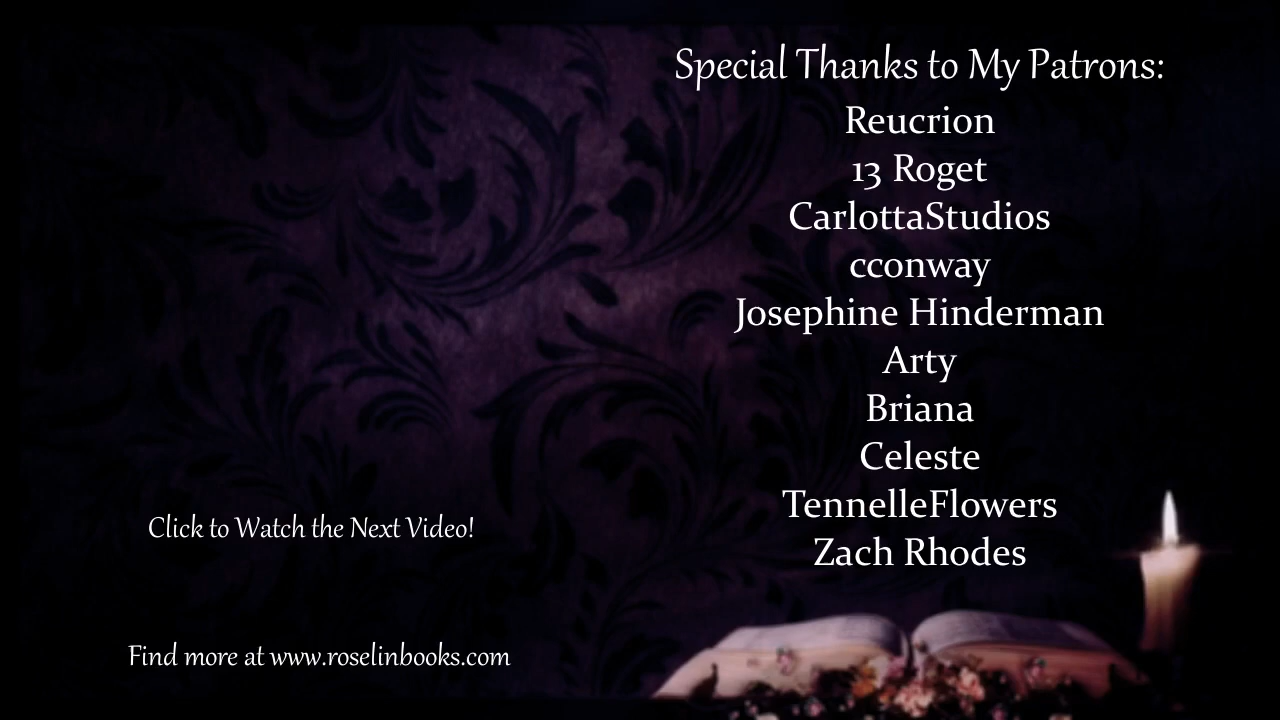 Special Thanks to My Patrons:
Reucrion
13 Roget
CarlottaStudios
cconway
Josephine Hinderman
Arty
Briana
Celeste
TennelleFlowers
Zach Rhodes
Click to Watch the Next Video!
Find more at www.roselinbooks.com